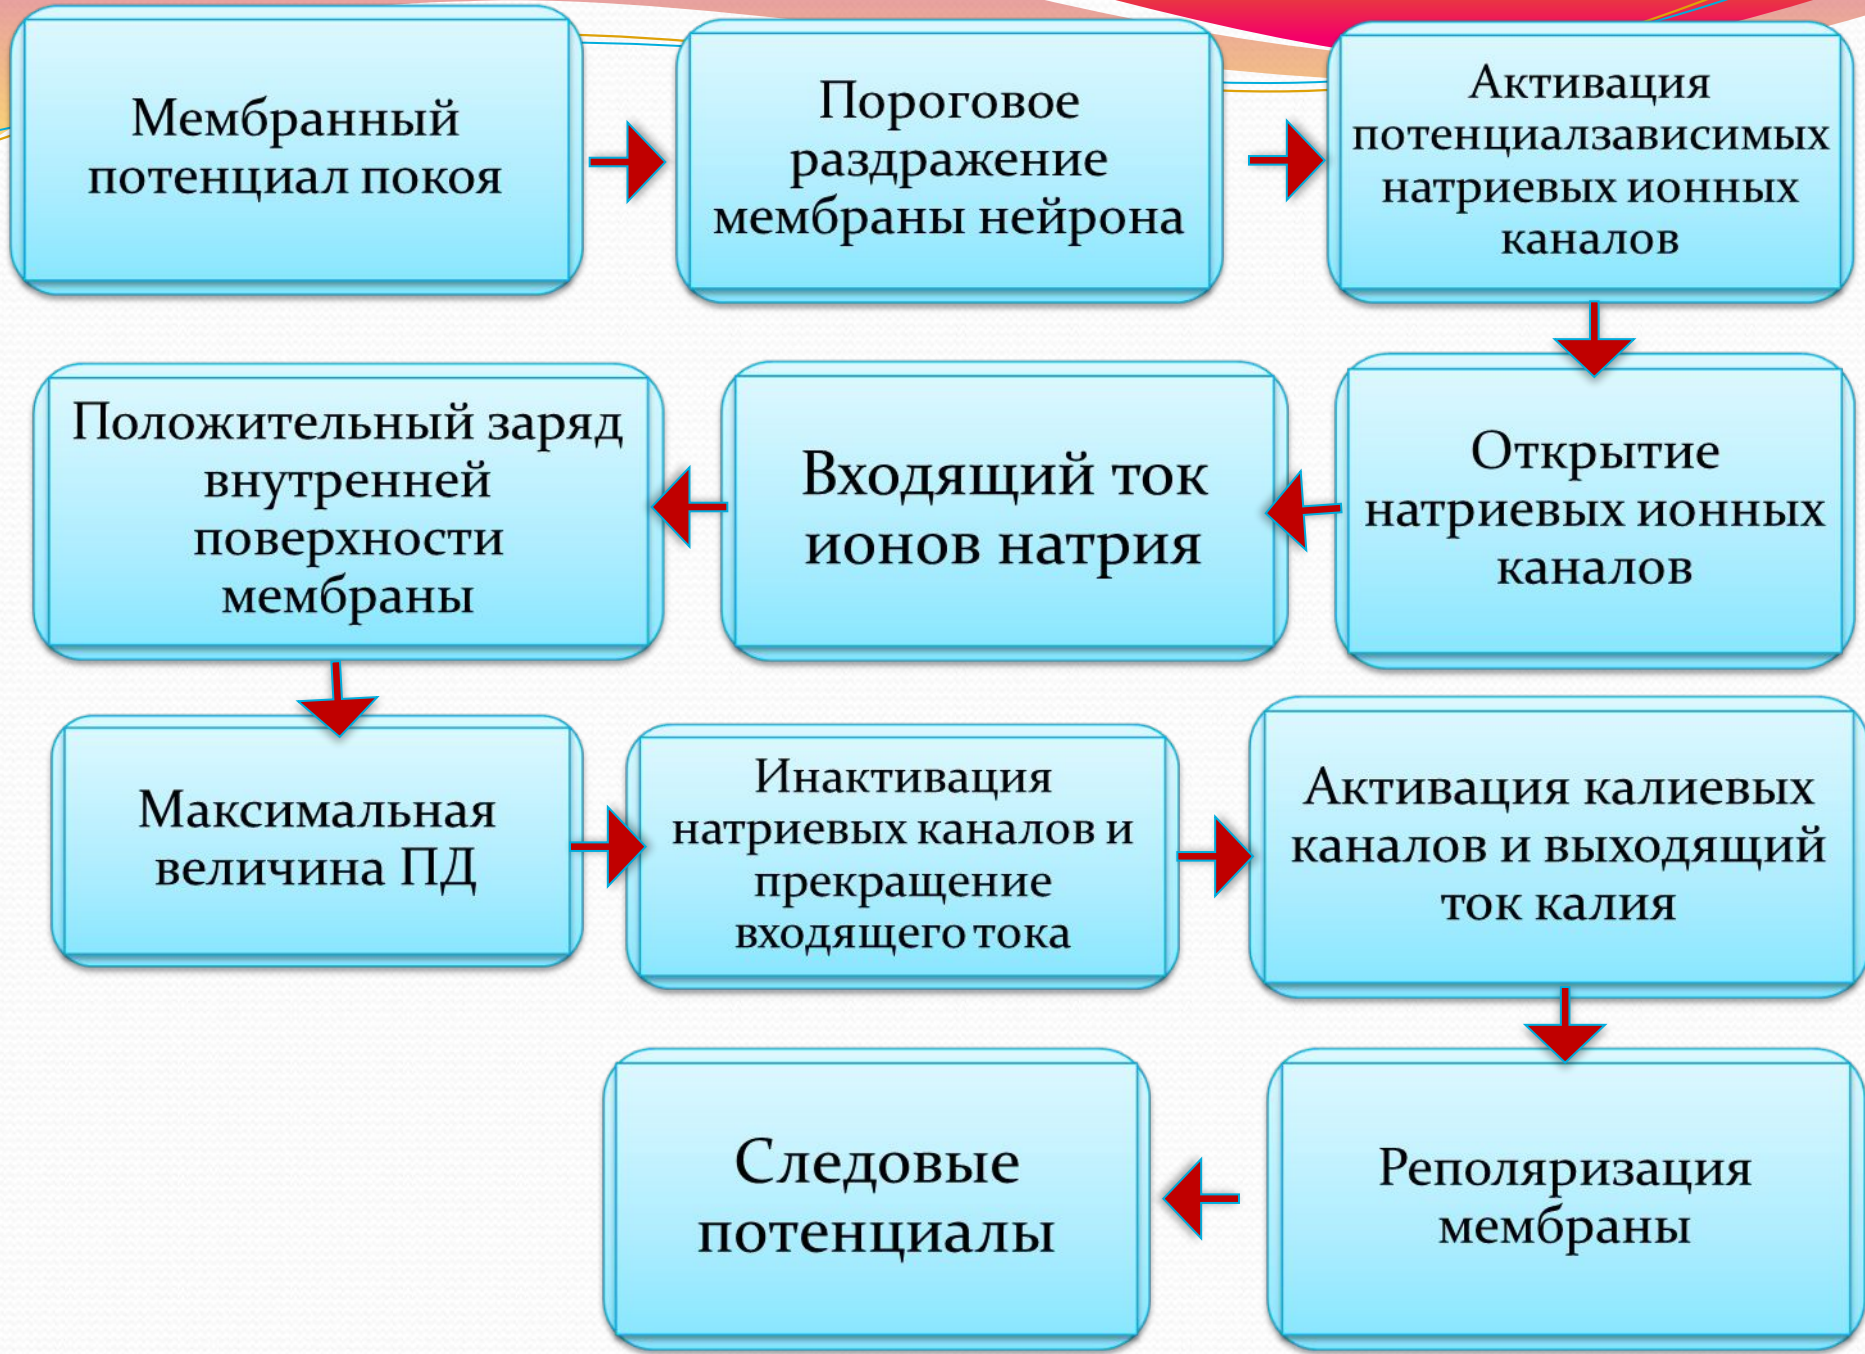 Мембранный
потенциал покоя
Пороговое
раздражение
мембраны нейрона
Активация
потенциалзависимых
натриевых ионных
каналов
Открытие
натриевых ионных
каналов
Входящий ток
ионов натрия
Положительный заряд
внутренней
поверхности
мембраны
Максимальная
величина ПД
Инактивация
натриевых каналов и
прекращение
входящего тока
Активация калиевых
каналов и выходящий
ток калия
Реполяризация
мембраны
Следовые
потенциалы